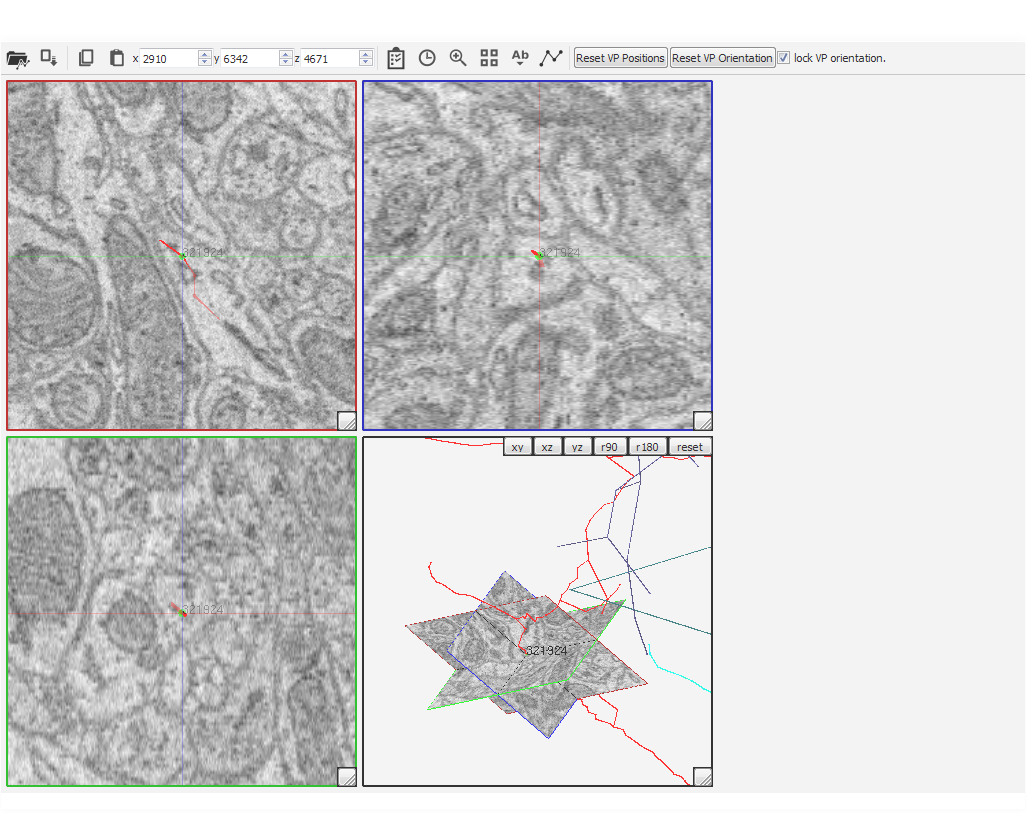 x 2910 y 6342 z 4671 Ab Reset VP Positions Reset VP Orientation lock VP orientation.
321924 321924
xy xz yz r90 r180 reset
321924
321924